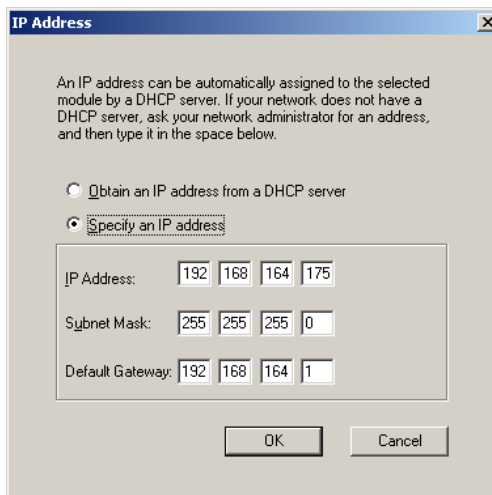 IP Address
An IP address can be automatically assigned to the selected
module by a DHCP server. If your network does not have a
DHCP server, ask your network administrator for an address,
and then type it in the space below.
Obtain an IP address from a DHCP server
Specify an IP address
IP Address: 192 168 164 175
Subnet Mask: 255 255 255 0
Default Gateway: 192 168 164 1
OK Cancel